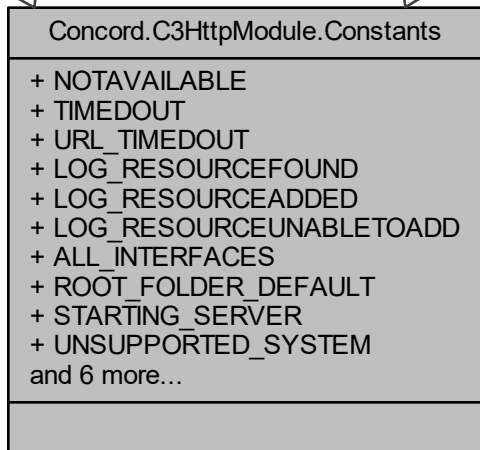 Concord.C3HttpModule.Constants
+ NOTAVAILABLE
+ TIMEDOUT
+ URL_TIMEDOUT
+ LOG_RESOURCEFOUND
+ LOG_RESOURCEADDED
+ LOG_RESOURCEUNABLETOADD
+ ALL_INTERFACES
+ ROOT_FOLDER_DEFAULT
+ STARTING_SERVER
+ UNSUPPORTED_SYSTEM
and 6 more...